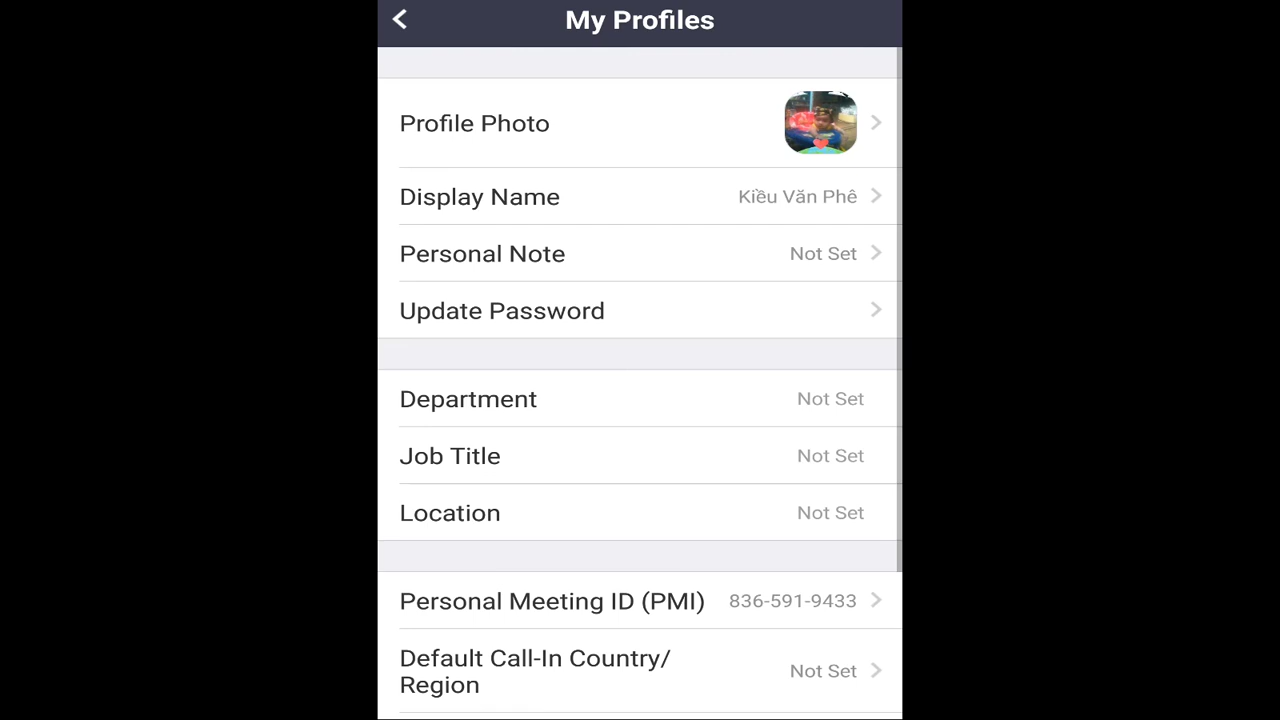 My Profiles
Profile Photo
Display Name Kiều Văn Phê
Personal Note Not Set
Update Password
Department Not Set
Job Title Not Set
Location Not Set
Personal Meeting ID (PMI) 836-591-9433
Default Call-In Country/
Region Not Set